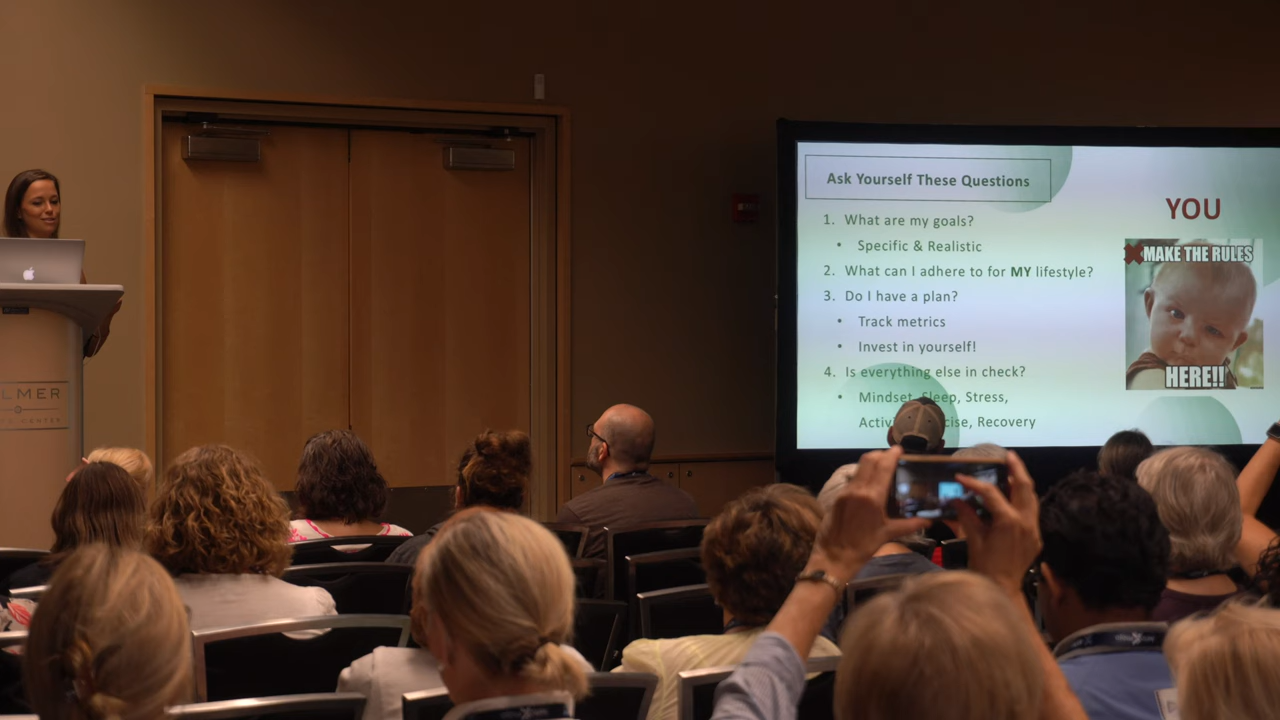 Ask Yourself These Questions
1. What are my goals?
• Specific & Realistic
2. What can I adhere to for MY lifestyle?
3. Do I have a plan?
• Track metrics
• Invest in yourself!
4. Is everything else in check?
• Mindset, Sleep, Stress,
Recovery
YOU
MAKE THE RULES
HERE!!
LMER
CENTER